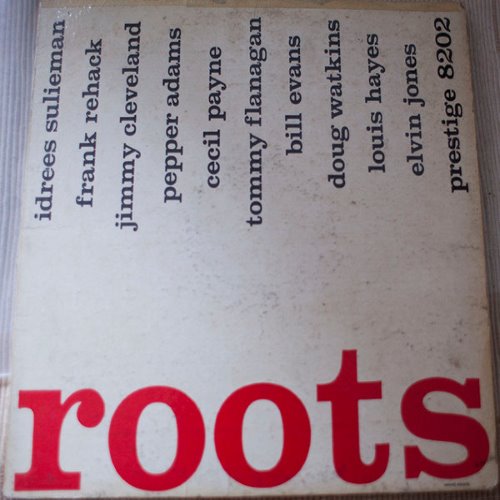 idrees sulieman
frank rehack
jimmy cleveland
pepper adams
cecil payne
tommy flanagan
bill evans
doug watkins
louis hayes
elvin jones
prestige 8202
roots